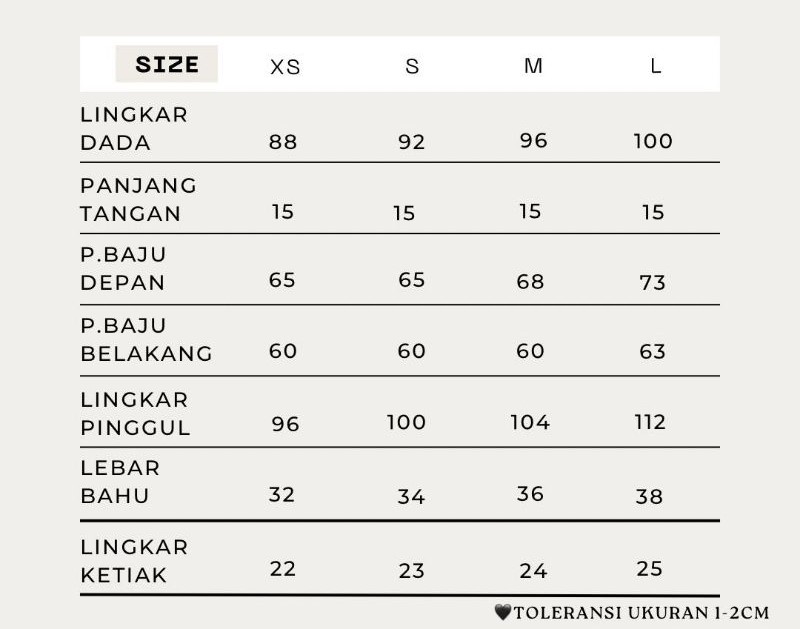 SIZE XS S M L
LINGKAR
DADA 88 92 96 100
PANJANG
TANGAN 15 15 15 15
P.BAJU
DEPAN 65 65 68 73
P.BAJU
BELAKANG 60 60 60 63
LINGKAR
PINGGUL 96 100 104 112
LEBAR
BAHU 32 34 36 38
LINGKAR
KETIAK 22 23 24 25
🖤TOLERANSI UKURAN 1-2CM